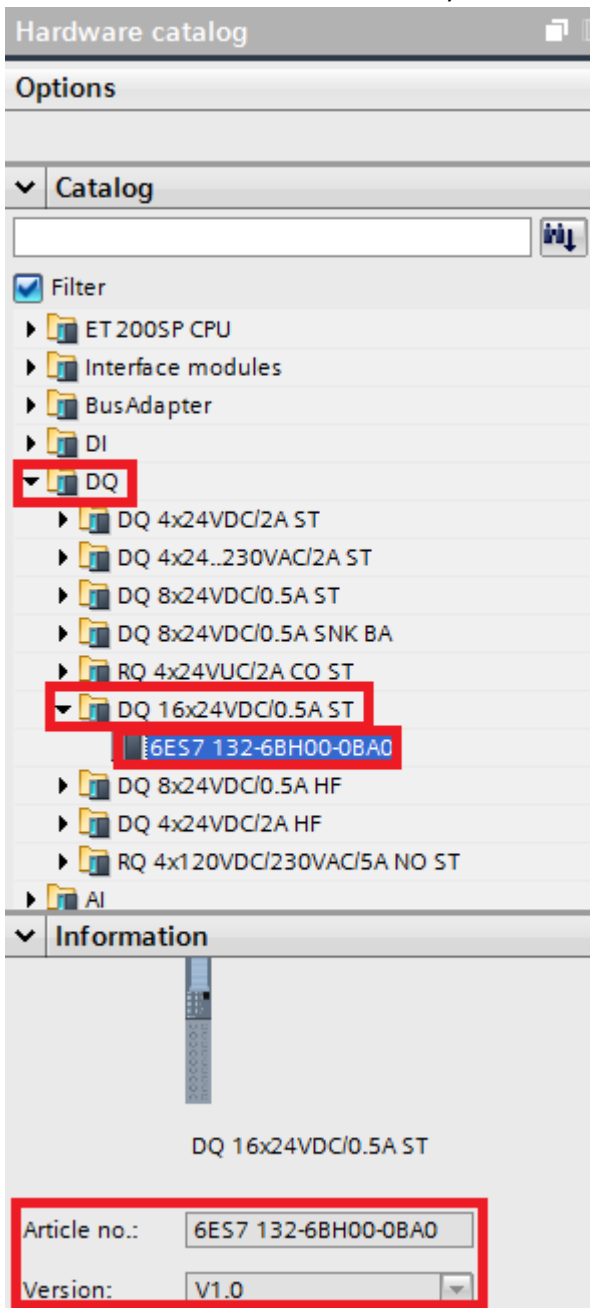 Hardware catalog
Options
Catalog
Filter
ET 200SP CPU
Interface modules
BusAdapter
DI
DQ
DQ 4x24VDC/2A ST
DQ 4x24..230VAC/2A ST
DQ 8x24VDC/0.5A ST
DQ 8x24VDC/0.5A SNK BA
RQ 4x24VUC/2A CO ST
DQ 16x24VDC/0.5A ST
6ES7 132-6BH00-0BA0
DQ 8x24VDC/0.5A HF
DQ 4x24VDC/2A HF
RQ 4x120VDC/230VAC/5A NO ST
AI
Information
DQ 16x24VDC/0.5A ST
Article no.: 6ES7 132-6BH00-0BA0
Version: V1.0